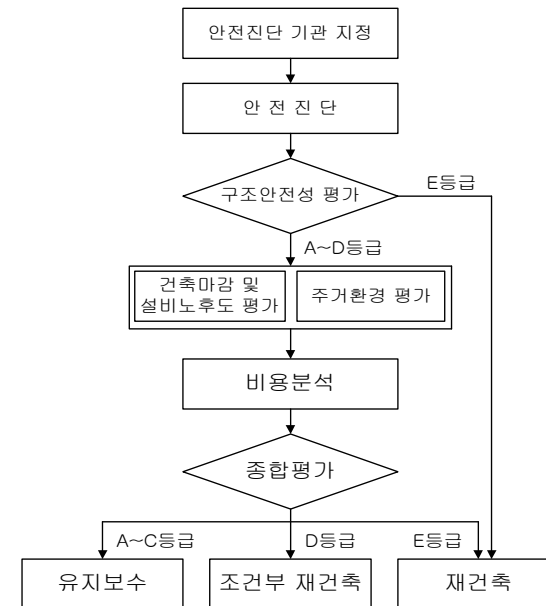 안전진단 기관 지정
안 전 진 단
구조안전성 평가
E등급
A~D등급
건축마감 및
설비노후도 평가
주거환경 평가
비용분석
종합평가
A~C등급
D등급
E등급
유지보수
조건부 재건축
재건축